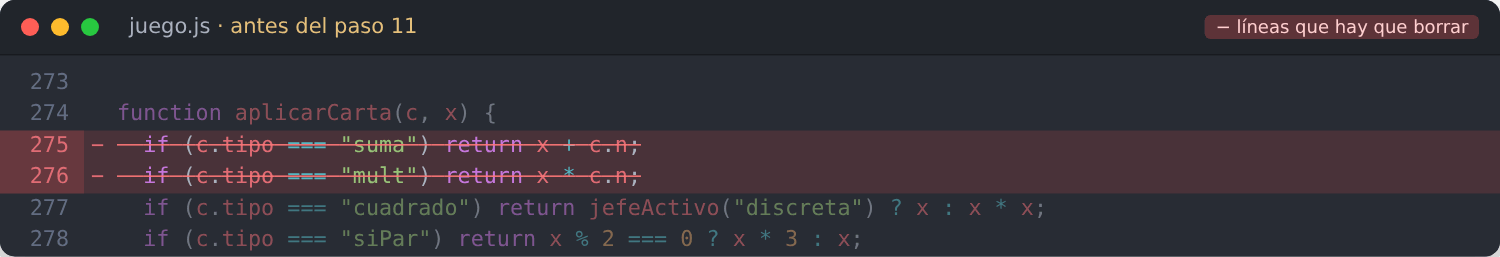 juego.js · antes del paso 11
− líneas que hay que borrar
273
274 function aplicarCarta(c, x) {
275 − if (c.tipo === "suma") return x + c.n;
276 − if (c.tipo === "mult") return x * c.n;
277 if (c.tipo === "cuadrado") return jefeActivo("discreta") ? x : x * x;
278 if (c.tipo === "siPar") return x % 2 === 0 ? x * 3 : x;